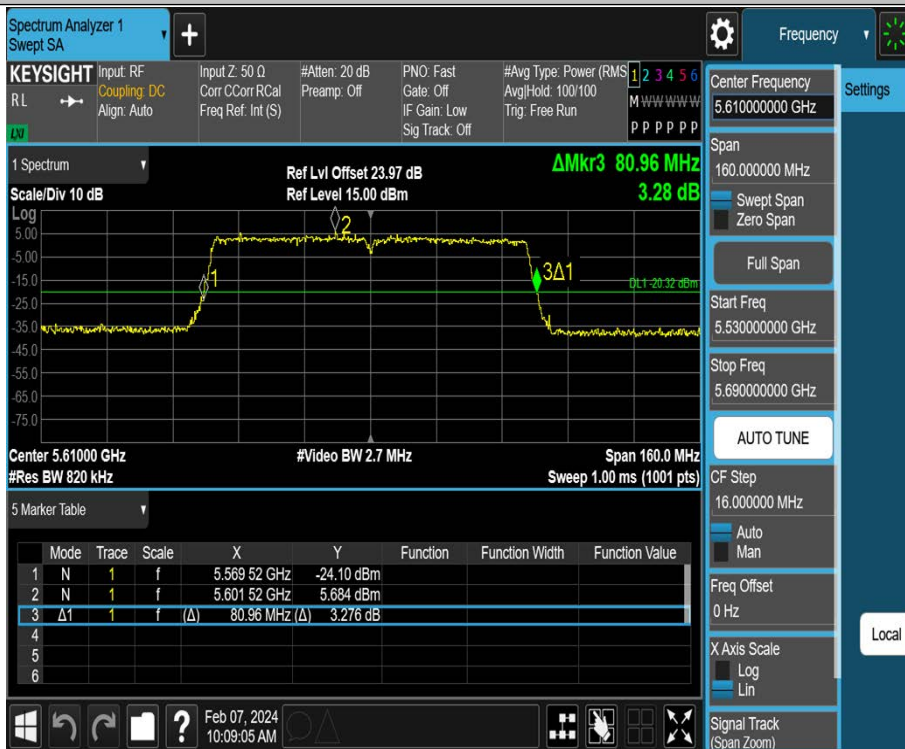 Spectrum Analyzer 1
Swept SA
+
Frequency
KEYSIGHT
RL
LXI
Input: RF
Coupling: DC
Align: Auto
Input Z: 50 Ω
Corr CCorr RCal
Freq Ref: Int (S)
#Atten: 20 dB
Preamp: Off
PNO: Fast
Gate: Off
IF Gain: Low
Sig Track: Off
#Avg Type: Power (RMS
Avg|Hold: 100/100
Trig: Free Run
1 2 3 4 5 6
M W W W W W
P P P P P P
1 Spectrum
Scale/Div 10 dB
Ref Lvl Offset 23.97 dB
Ref Level 15.00 dBm
ΔMkr3 80.96 MHz
3.28 dB
Log
5.00
-5.00
-15.0
-25.0
-35.0
-45.0
-55.0
-65.0
-75.0
1
2
3Δ1
DL1 -20.32 dBm
Center 5.61000 GHz
#Video BW 2.7 MHz
Span 160.0 MHz
#Res BW 820 kHz
Sweep 1.00 ms (1001 pts)
5 Marker Table
Mode Trace Scale X Y Function Function Width Function Value
1 N 1 f 5.569 52 GHz -24.10 dBm
2 N 1 f 5.601 52 GHz 5.684 dBm
3 Δ1 1 f (Δ) 80.96 MHz (Δ) 3.276 dB
4
5
6
?
Feb 07, 2024
10:09:05 AM
Center Frequency
5.610000000 GHz
Span
160.000000 MHz
Swept Span
Zero Span
Full Span
Start Freq
5.530000000 GHz
Stop Freq
5.690000000 GHz
AUTO TUNE
CF Step
16.000000 MHz
Auto
Man
Freq Offset
0 Hz
X Axis Scale
Log
Lin
Signal Track
(Span Zoom)
Settings
Local